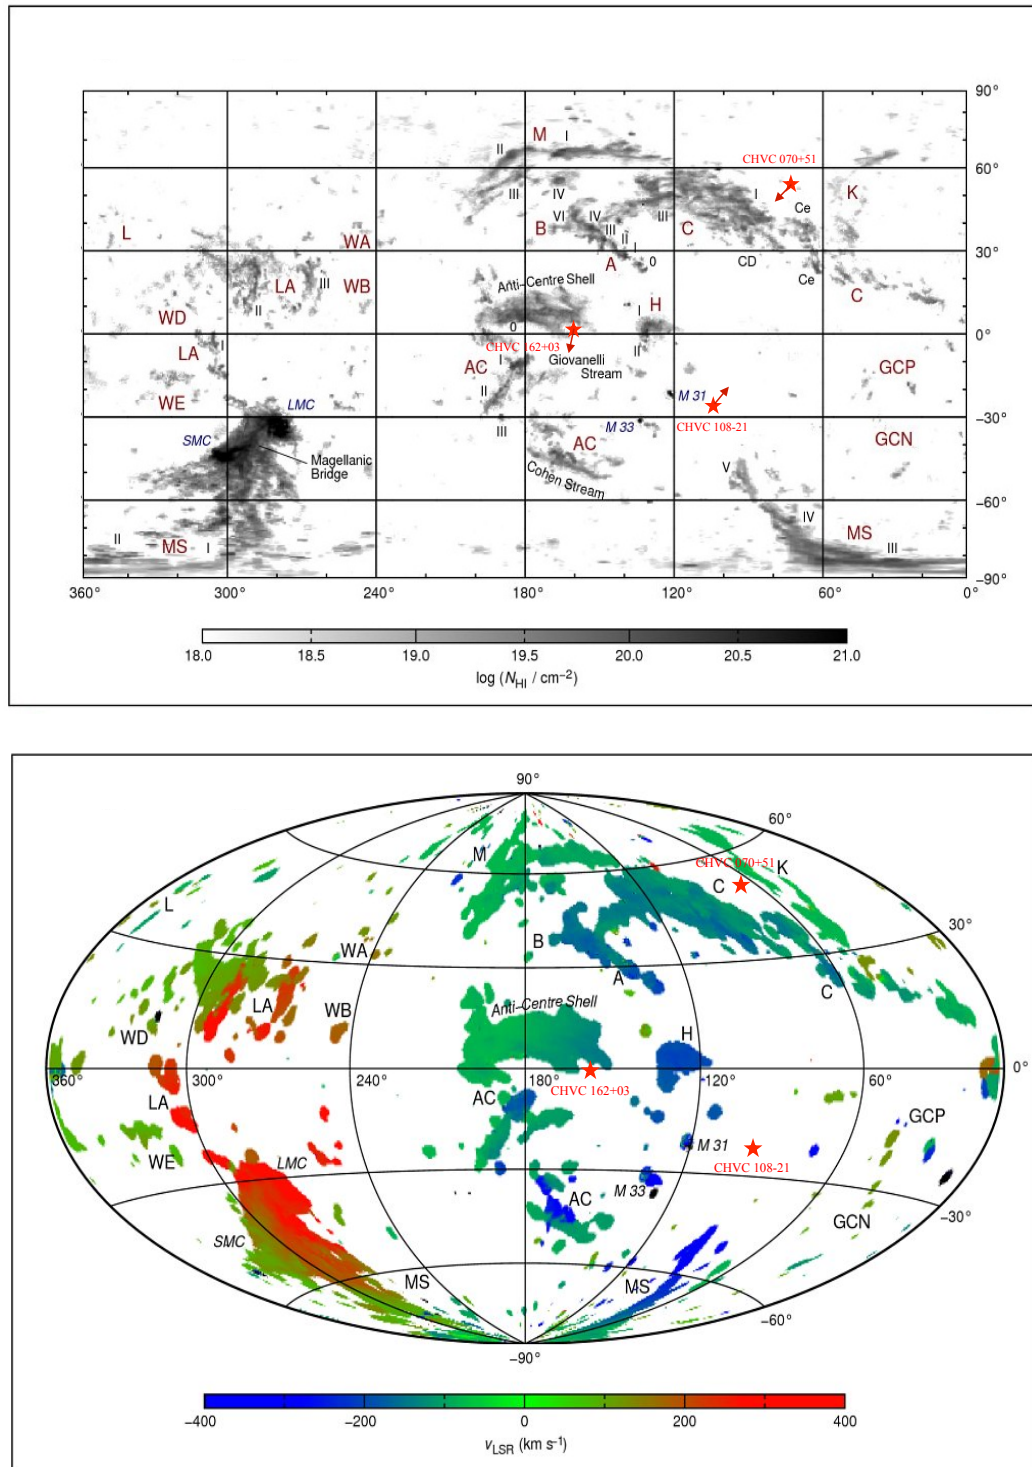 90°
M
I
II
CHVC 070+51
60°
III
IV
I
K
Ce
VI
IV
III
III
B
II
C
L
WA
I
30°
A
0
CD
Ce
Anti-Centre Shell
LA
III
WB
C
II
H
WD
I
0
0°
LA
I
CHVC 162+03
II
Giovanelli
Stream
AC
I
GCP
II
WE
LMC
M 31
-30°
III
M 33
CHVC 108-21
SMC
AC
GCN
Magellanic
Bridge
Cohen Stream
V
-60°
IV
II
MS
I
MS
III
-90°
360° 300° 240° 180° 120° 60° 0°
18.0 18.5 19.0 19.5 20.0 20.5 21.0
log (N_HI / cm⁻²)
90°
60°
M
CHVC 070+51
K
C
L
30°
B
WA
A
C
Anti-Centre Shell
LA
WB
WD
H
360 300 240 180 120 60 0°
CHVC 162+03
LA
AC
GCP
M 31
WE
LMC
CHVC 108-21
M 33
AC
-30°
GCN
SMC
MS
MS
-60°
-90°
-400 -200 0 200 400
v_LSR (km s⁻¹)